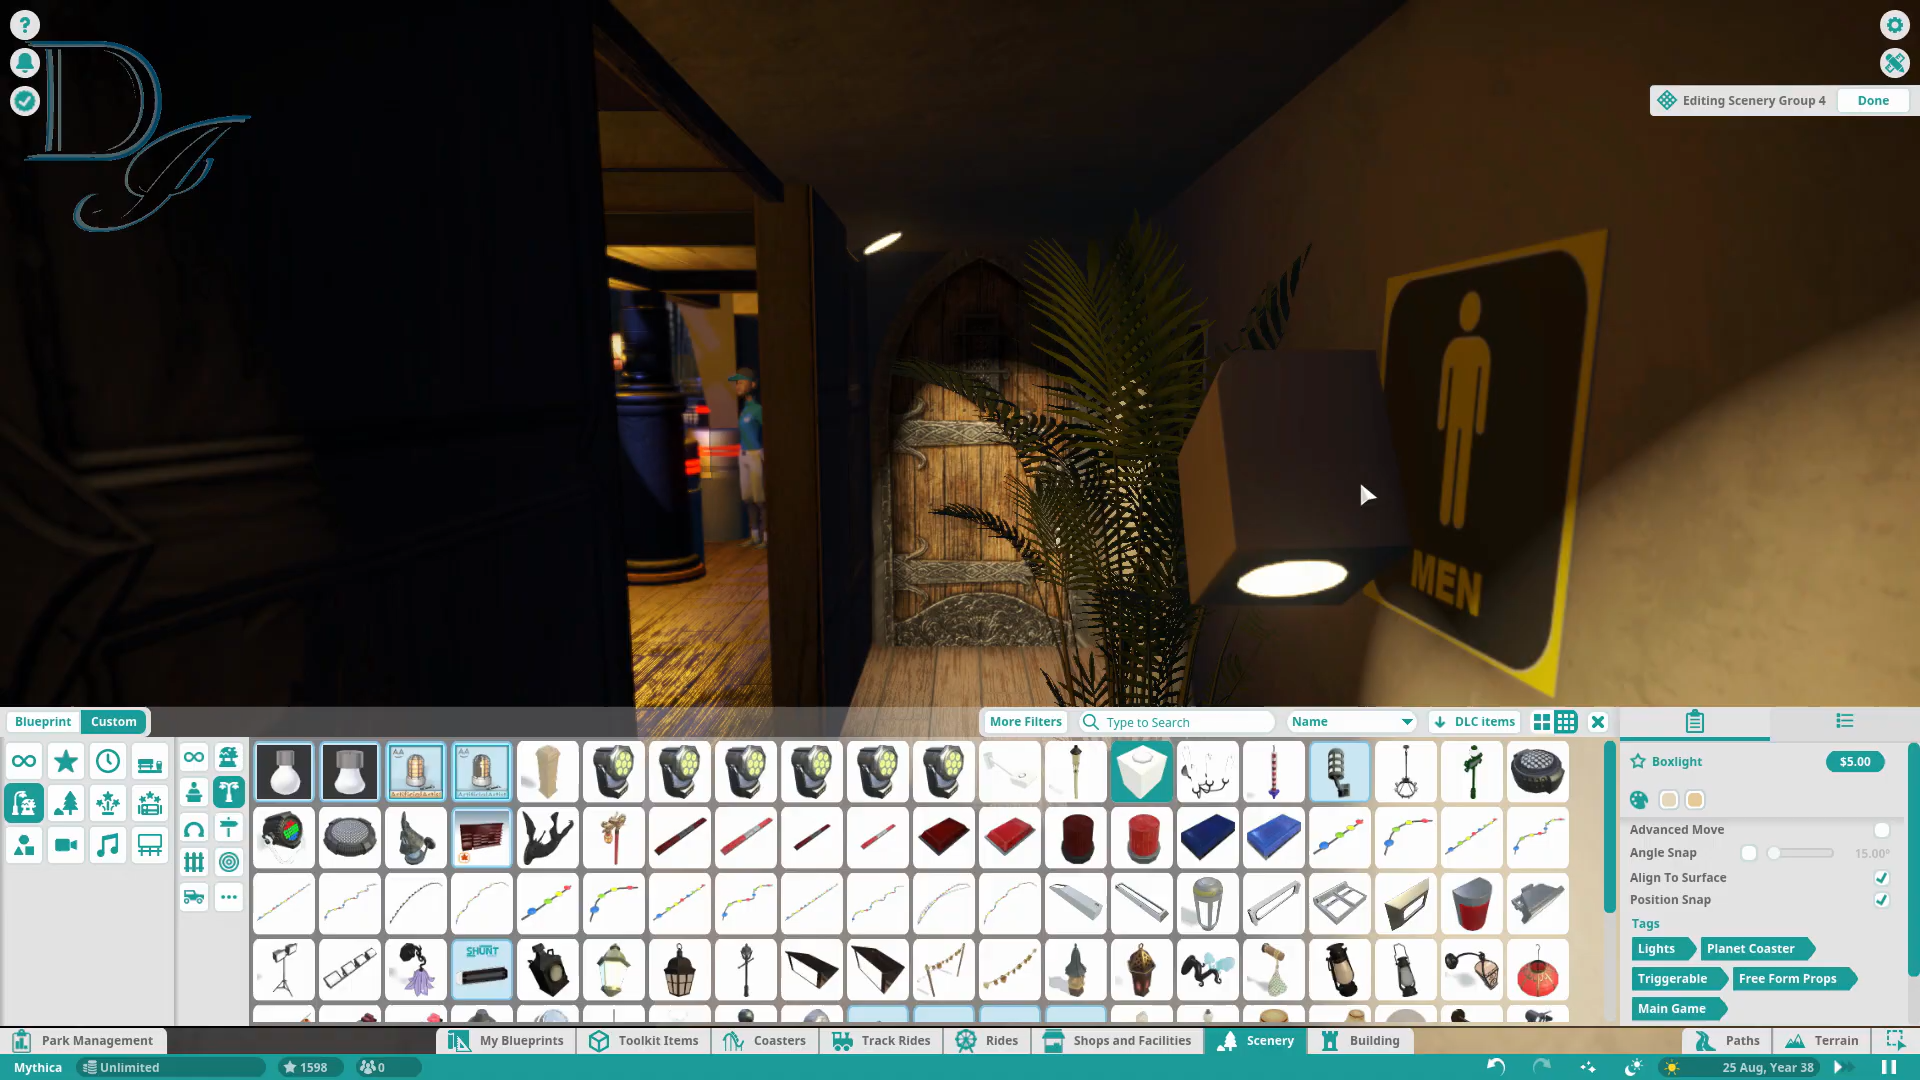 ?
DJ
Editing Scenery Group 4
Done
MEN
Blueprint
Custom
More Filters
Type to Search
Name
DLC items
Boxlight
$5.00
Advanced Move
Angle Snap
15.00°
Align To Surface
Position Snap
Tags
Lights
Planet Coaster
Triggerable
Free Form Props
Main Game
AA
AA
SHUNT
Park Management
My Blueprints
Toolkit Items
Coasters
Track Rides
Rides
Shops and Facilities
Scenery
Building
Paths
Terrain
Mythica
Unlimited
1598
0
25 Aug, Year 38